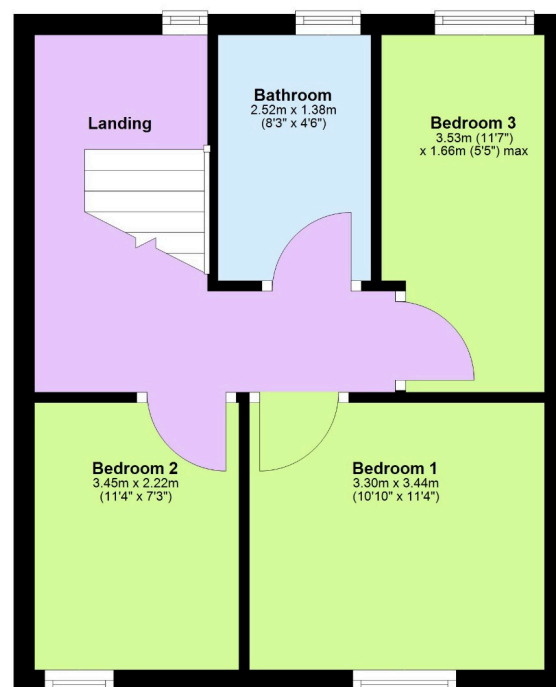 Landing
Bathroom
2.52m x 1.38m
(8'3" x 4'6")
Bedroom 3
3.53m (11'7")
x 1.66m (5'5") max
Bedroom 2
3.45m x 2.22m
(11'4" x 7'3")
Bedroom 1
3.30m x 3.44m
(10'10" x 11'4")